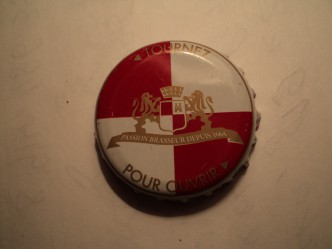 TOURNEZ
PASSION BRASSEUR DEPUIS 1664
POUR OUVRIR